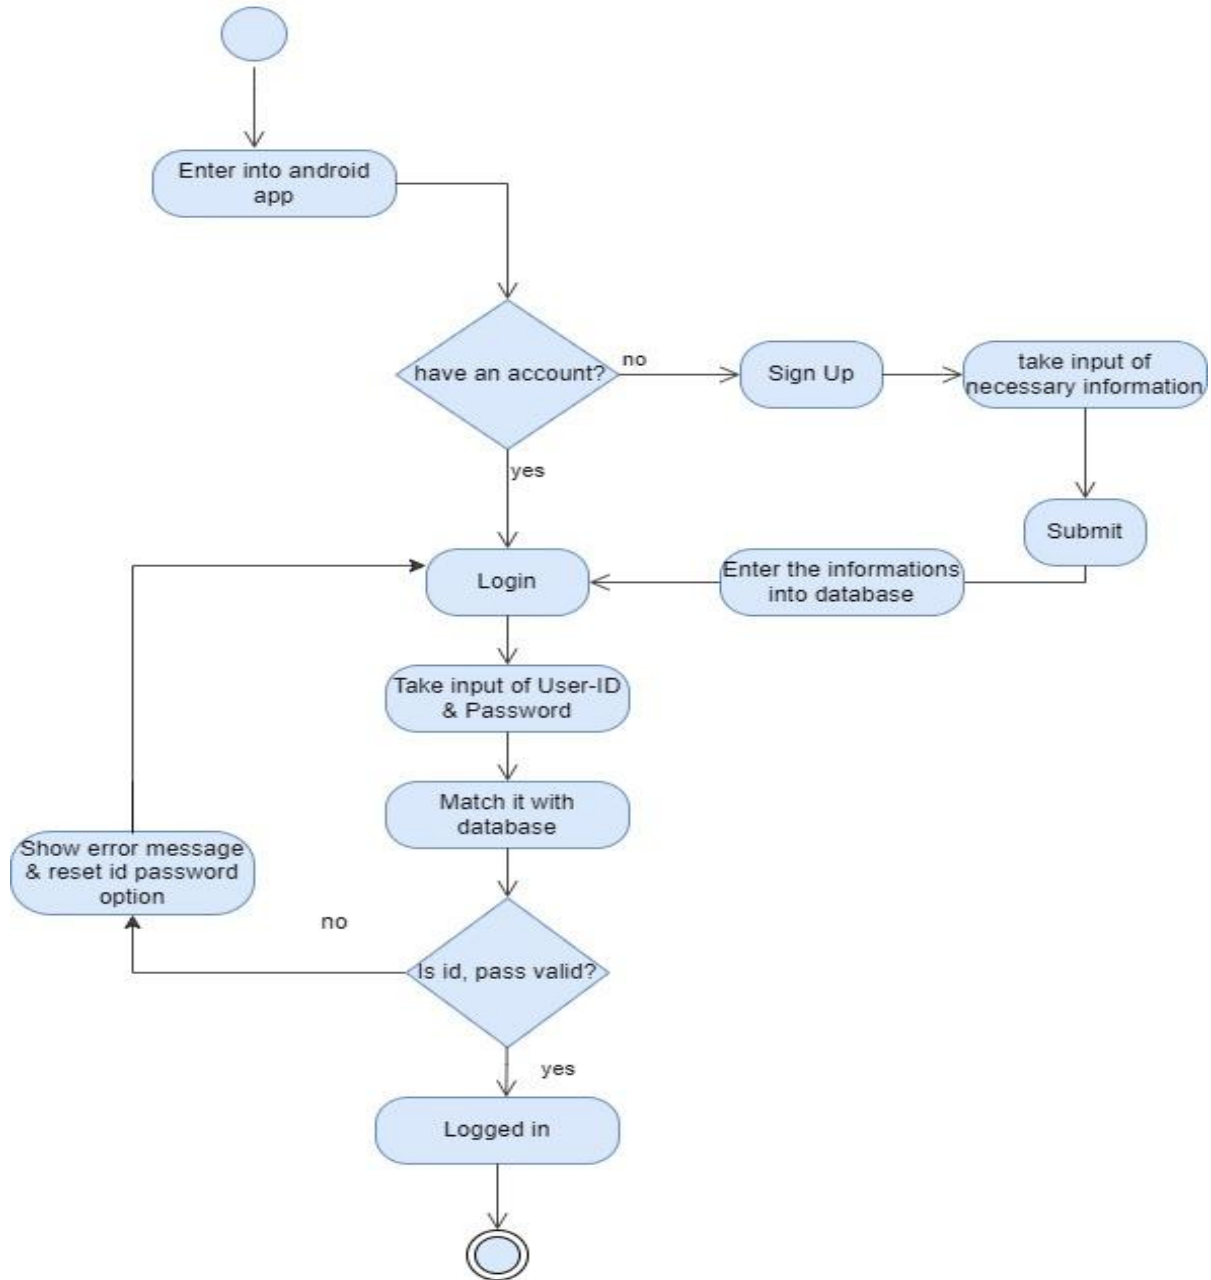 Enter into android
app
have an account?
no
Sign Up
take input of
necessary information
yes
Submit
Login
Enter the informations
into database
Take input of User-ID
& Password
Match it with
database
Show error message
& reset id password
option
no
Is id, pass valid?
yes
Logged in